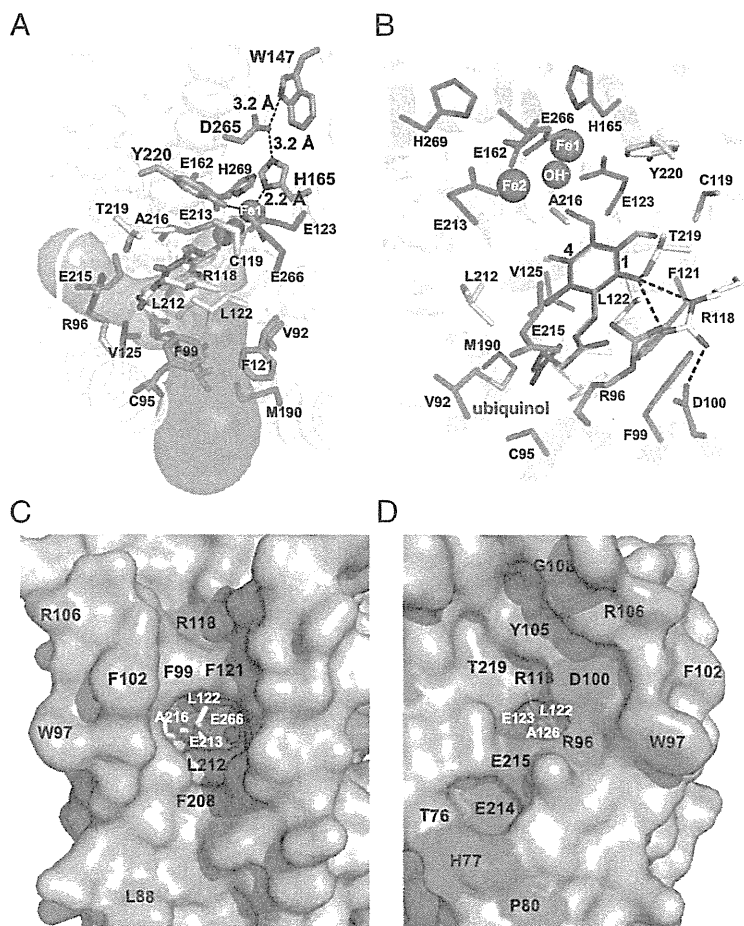 A
W147
3.2 Å
D265
3.2 Å
Y220
E162
H269
H165
2.2 Å
T219
A216
E213
Fe1
E123
C119
E266
R118
E215
L212
L122
R96
V125
F99
V92
F121
C95
M190
B
H269
E266
Fe1
H165
E162
Y220
Fe2
OH-
E123
C119
E213
A216
4
1
T219
L212
V125
F121
L122
R118
E215
M190
R96
D100
V92
ubiquinol
F99
C95
C
R106
R118
F102
F99
F121
L122
A216
E266
W97
E213
L212
F208
L88
D
G108
R106
Y105
T219
R118
D100
F102
E123
L122
A126
R96
W97
E215
T76
E214
H77
P80